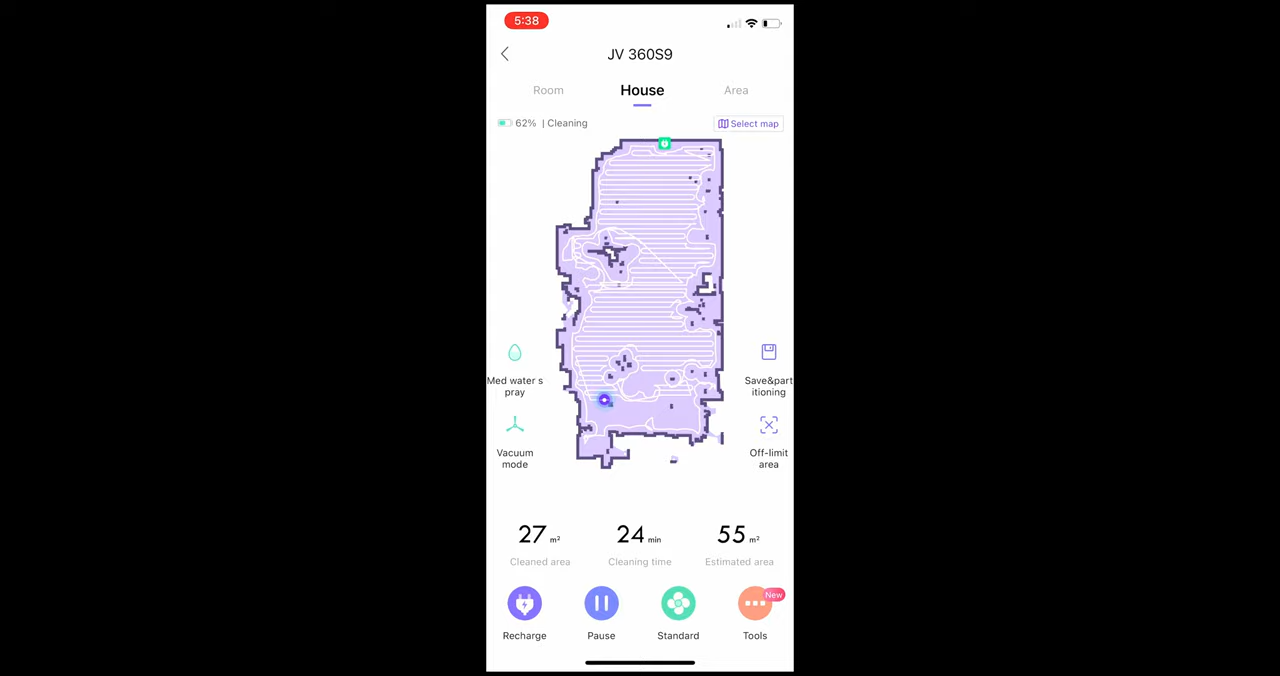 5:38
JV 360S9
Room House Area
62% | Cleaning
Select map
Med water s
pray
Save&part
itioning
Vacuum
mode
Off-limit
area
27 m²
24 min
55 m²
Cleaned area
Cleaning time
Estimated area
New
Recharge
Pause
Standard
Tools